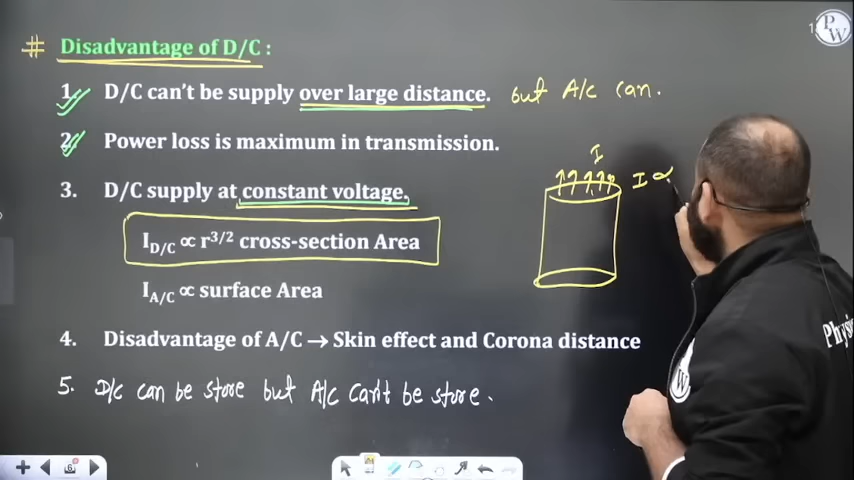 # Disadvantage of D/C :
1. D/C can't be supply over large distance. but A/c can.
2. Power loss is maximum in transmission.
3. D/C supply at constant voltage.
I
I ∝
I_D/C ∝ r^3/2 cross-section Area
I_A/C ∝ surface Area
4. Disadvantage of A/C → Skin effect and Corona distance
5. D/c can be store but A/c can't be store.
PW
Physi
W